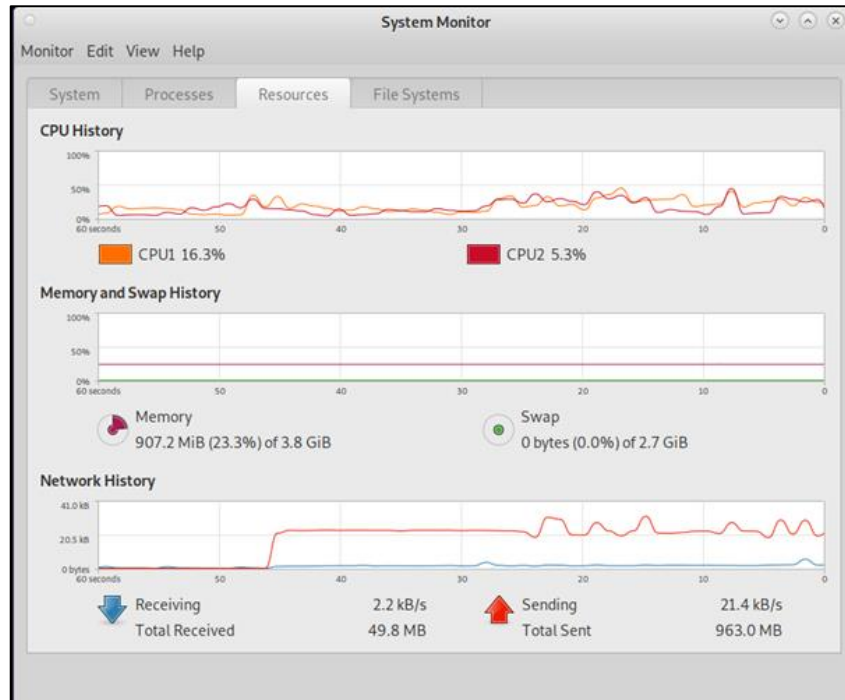 System Monitor
Monitor Edit View Help
System Processes Resources File Systems
CPU History
100%
50%
0%
60 seconds 50 40 30 20 10 0
CPU1 16.3% CPU2 5.3%
Memory and Swap History
100%
50%
0%
60 seconds 50 40 30 20 10 0
Memory Swap
907.2 MiB (23.3%) of 3.8 GiB 0 bytes (0.0%) of 2.7 GiB
Network History
41.0 kB
20.5 kB
0 bytes
60 seconds 50 40 30 20 10 0
Receiving 2.2 kB/s Sending 21.4 kB/s
Total Received 49.8 MB Total Sent 963.0 MB